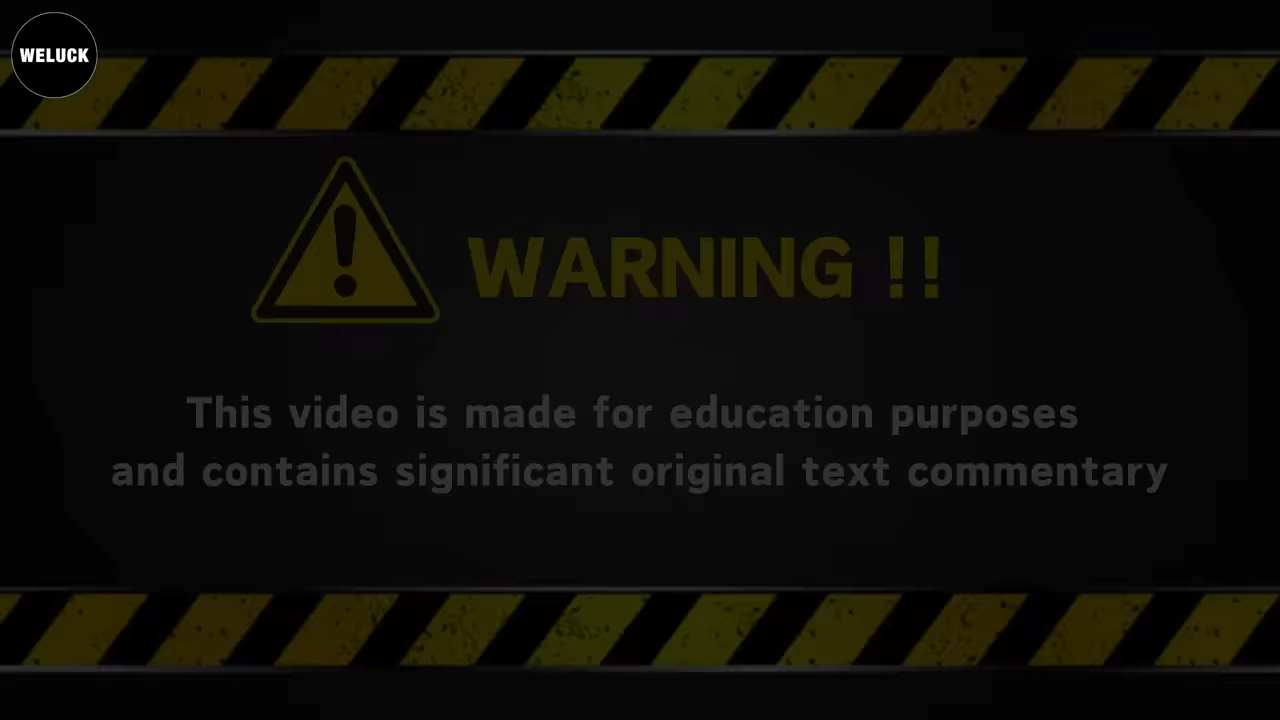 WELUCK
WARNING !!
This video is made for education purposes
and contains significant original text commentary